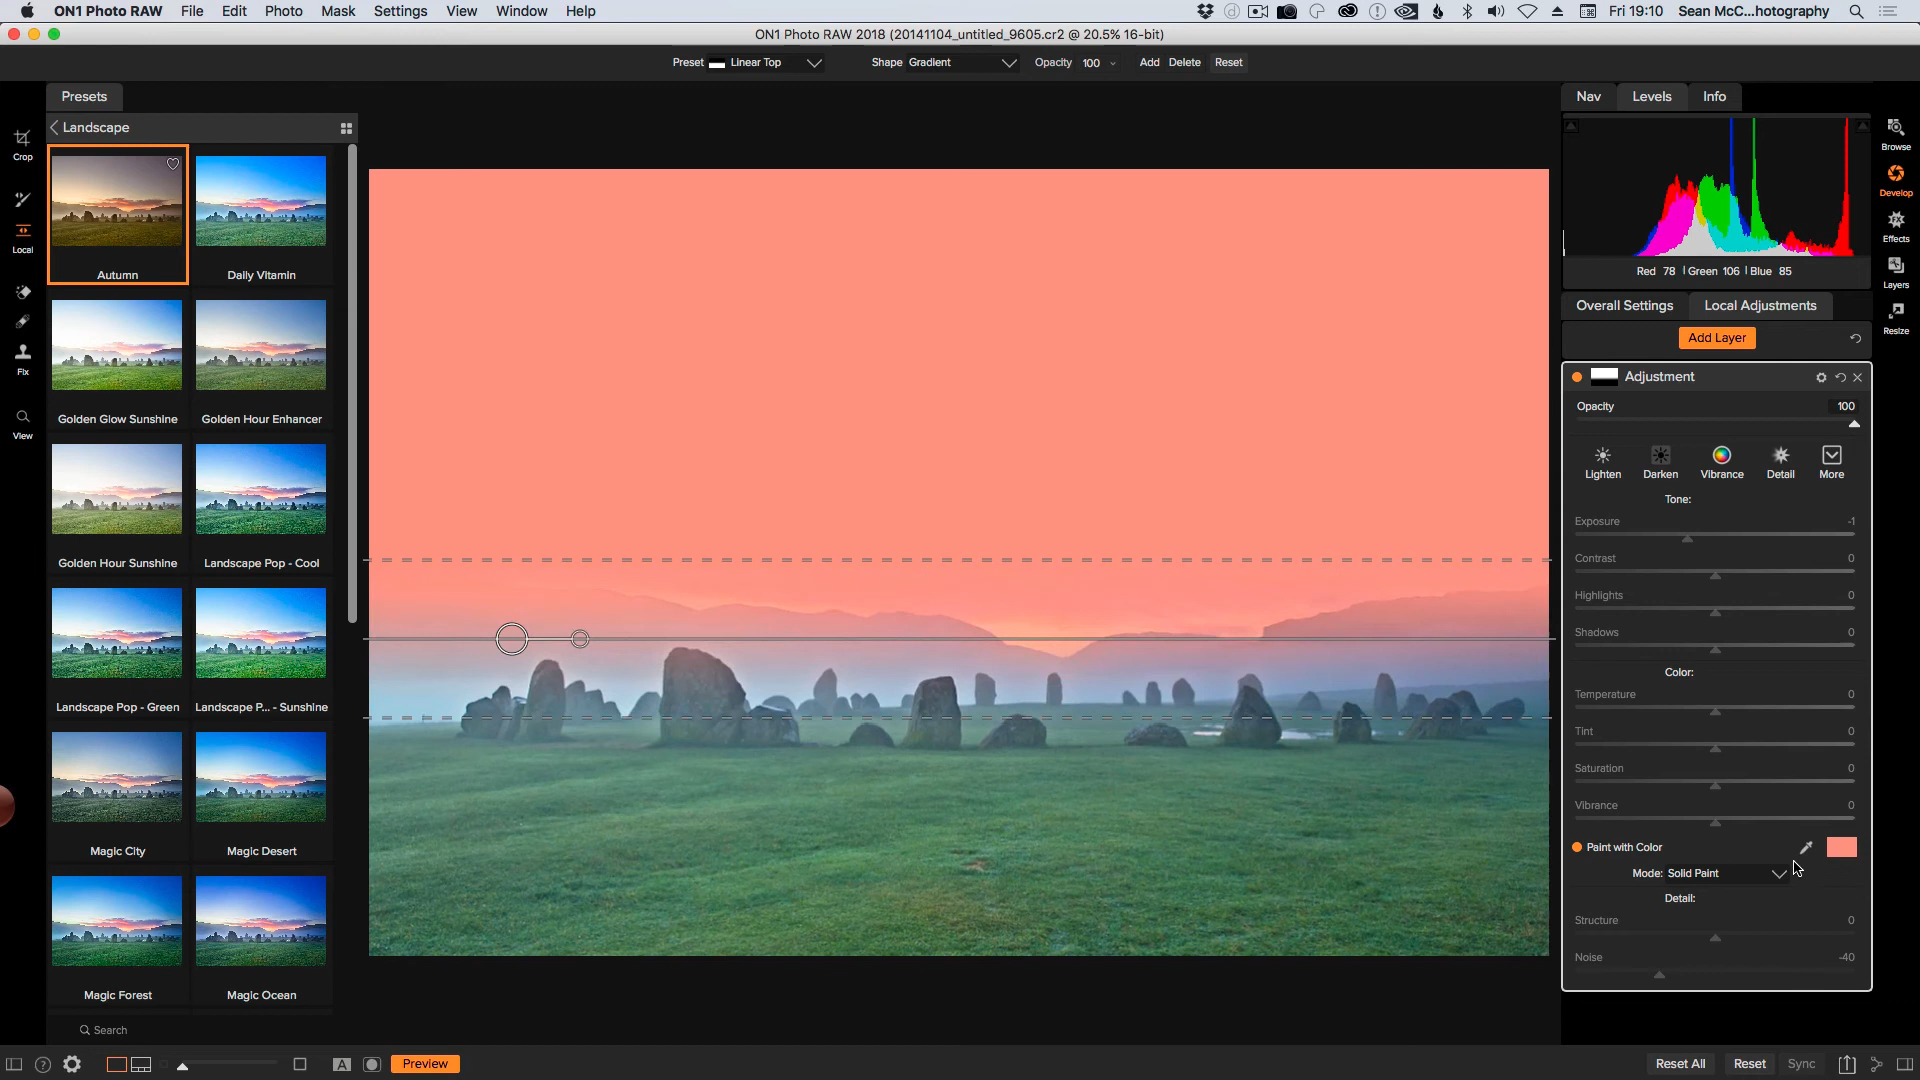 ON1 Photo RAW File Edit Photo Mask Settings View Window Help Fri 19:10 Sean McC...hotography
ON1 Photo RAW 2018 (20141104_untitled_9605.cr2 @ 20.5% 16-bit)
Preset Linear Top Shape Gradient Opacity 100 Add Delete Reset
Presets
Landscape
Crop
Local
Fix
View
Autumn
Daily Vitamin
Golden Glow Sunshine
Golden Hour Enhancer
Golden Hour Sunshine
Landscape Pop - Cool
Landscape Pop - Green
Landscape P... - Sunshine
Magic City
Magic Desert
Magic Forest
Magic Ocean
Search
Nav Levels Info
Red 78 Green 106 Blue 85
Browse
Develop
FX
Effects
Layers
Resize
Overall Settings Local Adjustments
Add Layer
Adjustment
Opacity 100
Lighten Darken Vibrance Detail More
Tone:
Exposure -1
Contrast 0
Highlights 0
Shadows 0
Color:
Temperature 0
Tint 0
Saturation 0
Vibrance 0
Paint with Color
Mode: Solid Paint
Detail:
Structure 0
Noise -40
? A Preview
Reset All Reset Sync